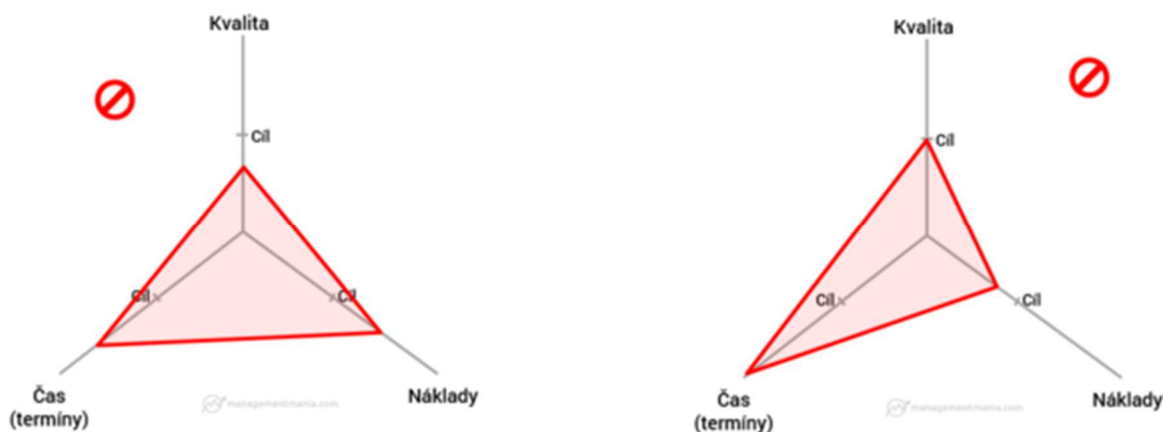 Kvalita
Cíl
Cíl
Cíl
Čas
(termíny)
Náklady
managementmania.com
Kvalita
Cíl
Cíl
Cíl
Čas
(termíny)
Náklady
managementmania.com